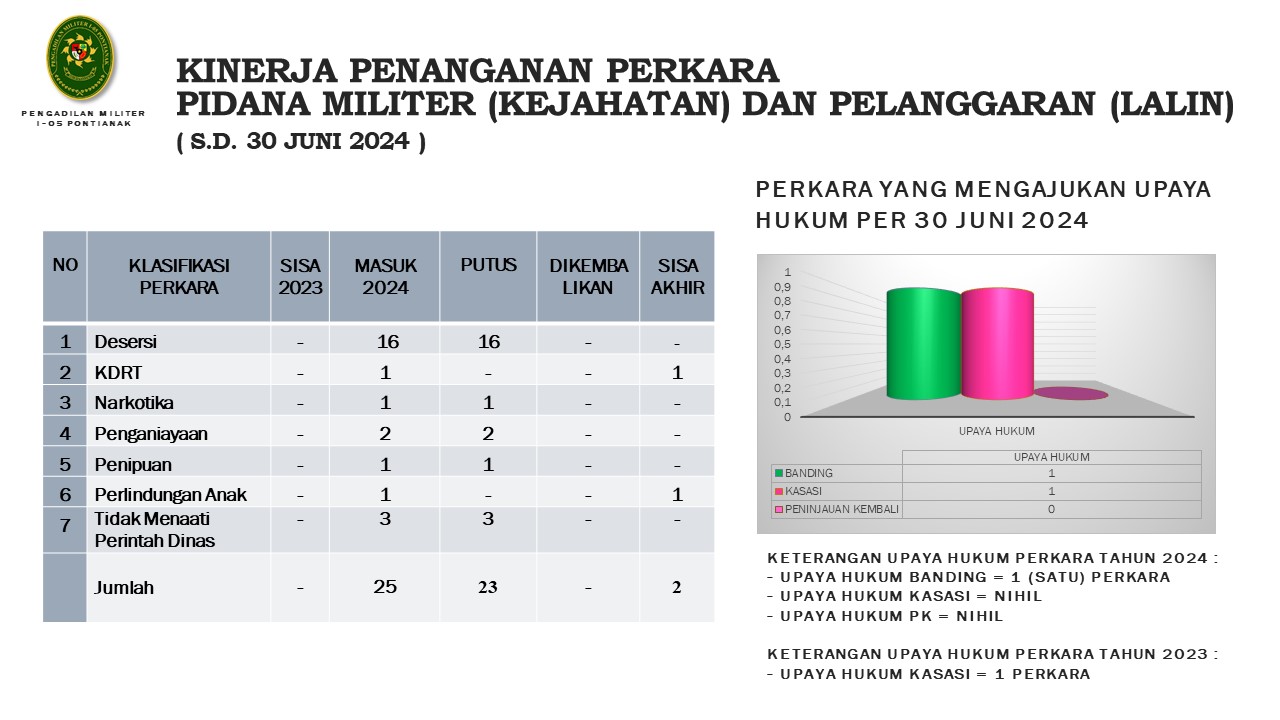 PENGADILAN MILITER I-05 PONTIANAK
PENGADILAN MILITER
I-05 PONTIANAK
KINERJA PENANGANAN PERKARA
PIDANA MILITER (KEJAHATAN) DAN PELANGGARAN (LALIN)
( S.D. 30 JUNI 2024 )
NO KLASIFIKASI PERKARA SISA 2023 MASUK 2024 PUTUS DIKEMBA LIKAN SISA AKHIR
1 Desersi - 16 16 - -
2 KDRT - 1 - - 1
3 Narkotika - 1 1 - -
4 Penganiayaan - 2 2 - -
5 Penipuan - 1 1 - -
6 Perlindungan Anak - 1 - - 1
7 Tidak Menaati Perintah Dinas - 3 3 - -
Jumlah - 25 23 - 2
PERKARA YANG MENGAJUKAN UPAYA
HUKUM PER 30 JUNI 2024
1
0,9
0,8
0,7
0,6
0,5
0,4
0,3
0,2
0,1
0
UPAYA HUKUM
UPAYA HUKUM
BANDING 1
KASASI 1
PENINJAUAN KEMBALI 0
KETERANGAN UPAYA HUKUM PERKARA TAHUN 2024 :
- UPAYA HUKUM BANDING = 1 (SATU) PERKARA
- UPAYA HUKUM KASASI = NIHIL
- UPAYA HUKUM PK = NIHIL
KETERANGAN UPAYA HUKUM PERKARA TAHUN 2023 :
- UPAYA HUKUM KASASI = 1 PERKARA